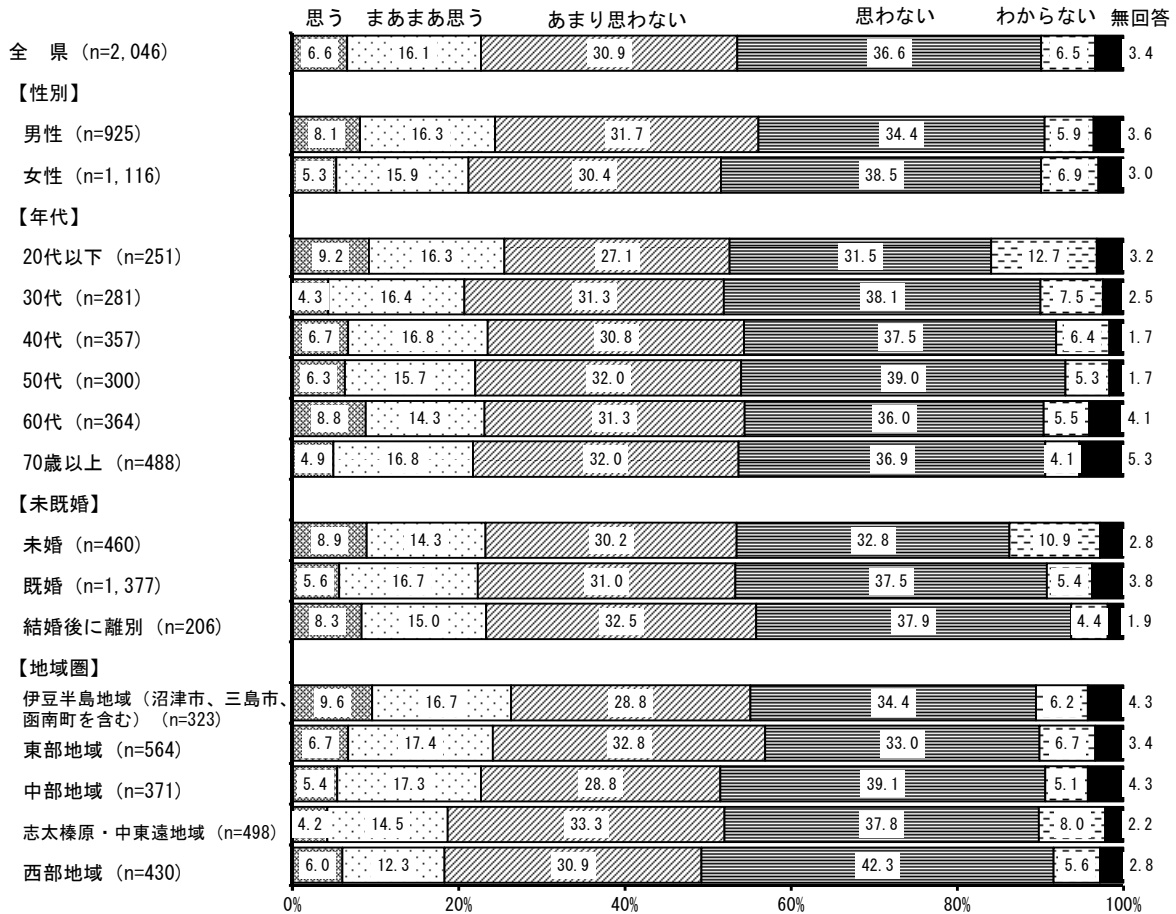 思う まあまあ思う あまり思わない 思わない わからない 無回答
全　県（n=2,046） 6.6 16.1 30.9 36.6 6.5 3.4
【性別】
男性（n=925） 8.1 16.3 31.7 34.4 5.9 3.6
女性（n=1,116） 5.3 15.9 30.4 38.5 6.9 3.0
【年代】
20代以下（n=251） 9.2 16.3 27.1 31.5 12.7 3.2
30代（n=281） 4.3 16.4 31.3 38.1 7.5 2.5
40代（n=357） 6.7 16.8 30.8 37.5 6.4 1.7
50代（n=300） 6.3 15.7 32.0 39.0 5.3 1.7
60代（n=364） 8.8 14.3 31.3 36.0 5.5 4.1
70歳以上（n=488） 4.9 16.8 32.0 36.9 4.1 5.3
【未既婚】
未婚（n=460） 8.9 14.3 30.2 32.8 10.9 2.8
既婚（n=1,377） 5.6 16.7 31.0 37.5 5.4 3.8
結婚後に離別（n=206） 8.3 15.0 32.5 37.9 4.4 1.9
【地域圏】
伊豆半島地域（沼津市、三島市、
函南町を含む）（n=323） 9.6 16.7 28.8 34.4 6.2 4.3
東部地域（n=564） 6.7 17.4 32.8 33.0 6.7 3.4
中部地域（n=371） 5.4 17.3 28.8 39.1 5.1 4.3
志太榛原・中東遠地域（n=498） 4.2 14.5 33.3 37.8 8.0 2.2
西部地域（n=430） 6.0 12.3 30.9 42.3 5.6 2.8
0% 20% 40% 60% 80% 100%